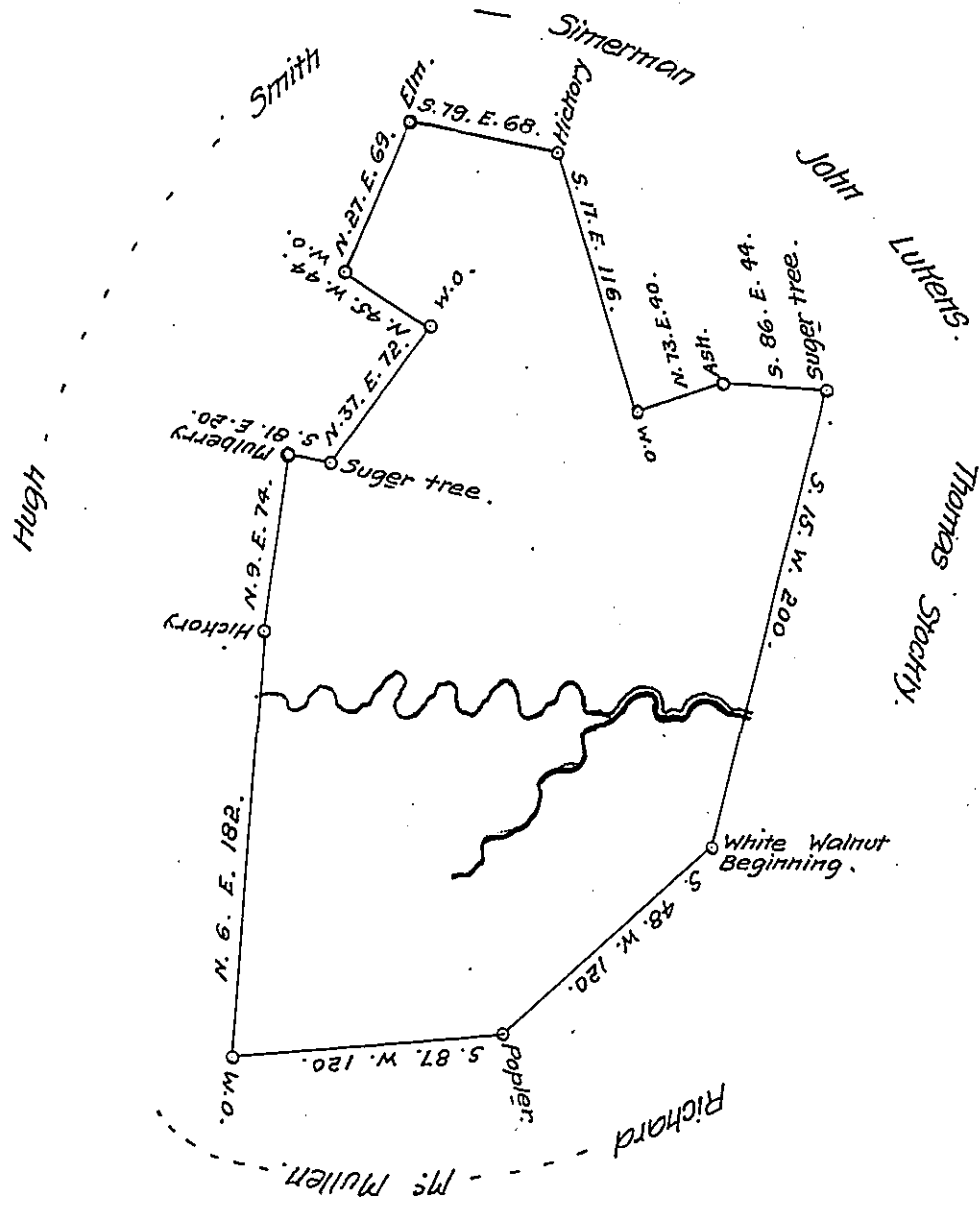 — Simerman
Smith
Elm.
S. 79. E. 68.
Hickory
N. 27. E. 69.
W.O.
N. 45. W. 44.
W.O.
N. 37. E. 72.
S. 17. E. 116.
John Lukens.
N. 73. E. 40.
Ash.
S. 86. E. 44.
Suger tree.
W.O
S. 81. E. 20.
Mulberry
Suger tree.
Hugh
N. 9. E. 74.
Hickory
S. 15. W. 200.
Thomas Stockly.
N. 6. E. 182.
White Walnut
Beginning.
S. 48. W. 120.
S. 87. W. 120.
W.O.
Popler.
Richard
Mc. Mullen.